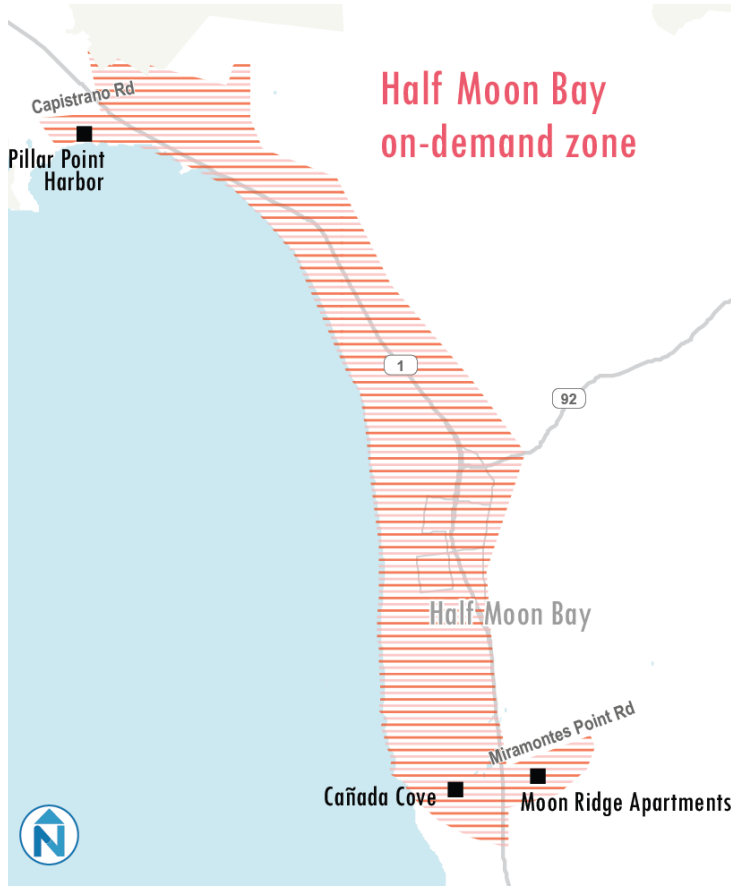 Half Moon Bay
on-demand zone
Capistrano Rd
Pillar Point
Harbor
1
92
Half Moon Bay
Miramontes Point Rd
Cañada Cove
Moon Ridge Apartments
N